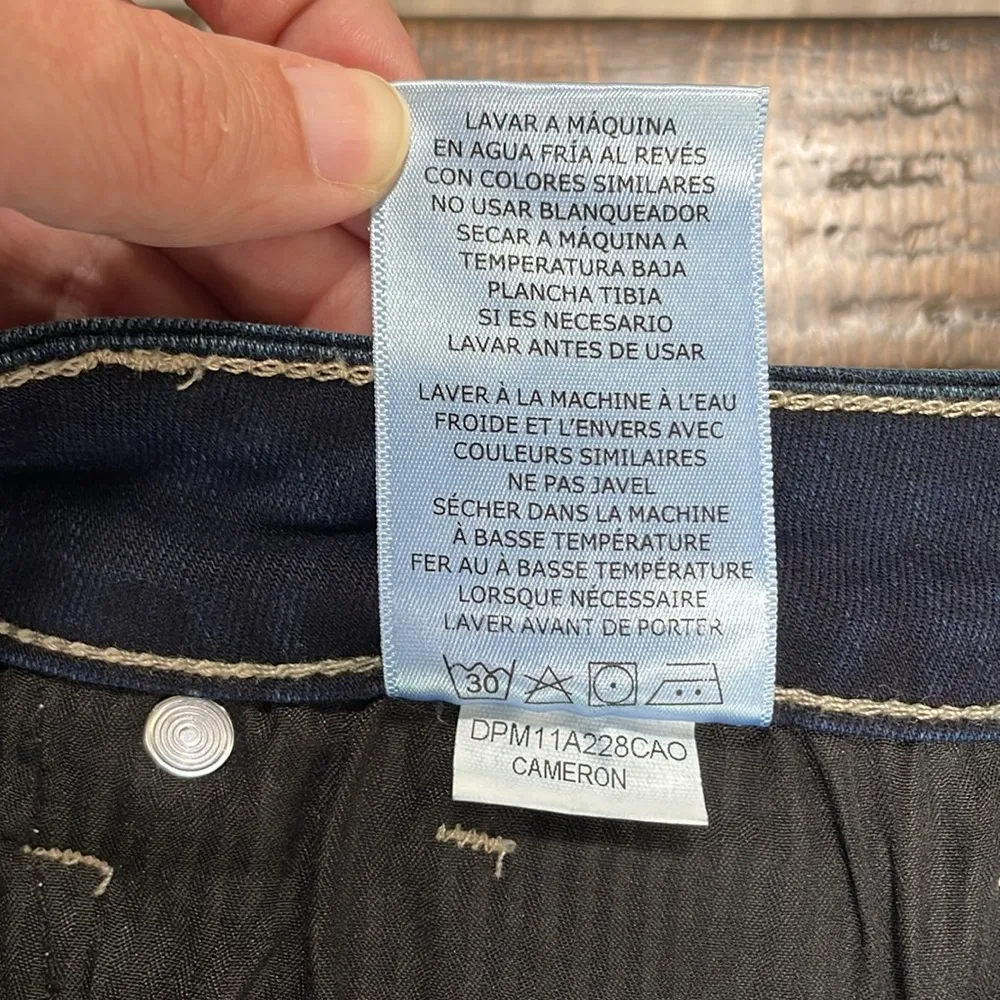 LAVAR A MÁQUINA
EN AGUA FRÍA AL REVÉS
CON COLORES SIMILARES
NO USAR BLANQUEADOR
SECAR A MÁQUINA A
TEMPERATURA BAJA
PLANCHA TIBIA
SI ES NECESARIO
LAVAR ANTES DE USAR
LAVER À LA MACHINE À L'EAU
FROIDE ET L'ENVERS AVEC
COULEURS SIMILAIRES
NE PAS JAVEL
SÉCHER DANS LA MACHINE
À BASSE TEMPÉRATURE
FER AU À BASSE TEMPÉRATURE
LORSQUE NÉCESSAIRE
LAVER AVANT DE PORTER
30
DPM11A228CAO
CAMERON